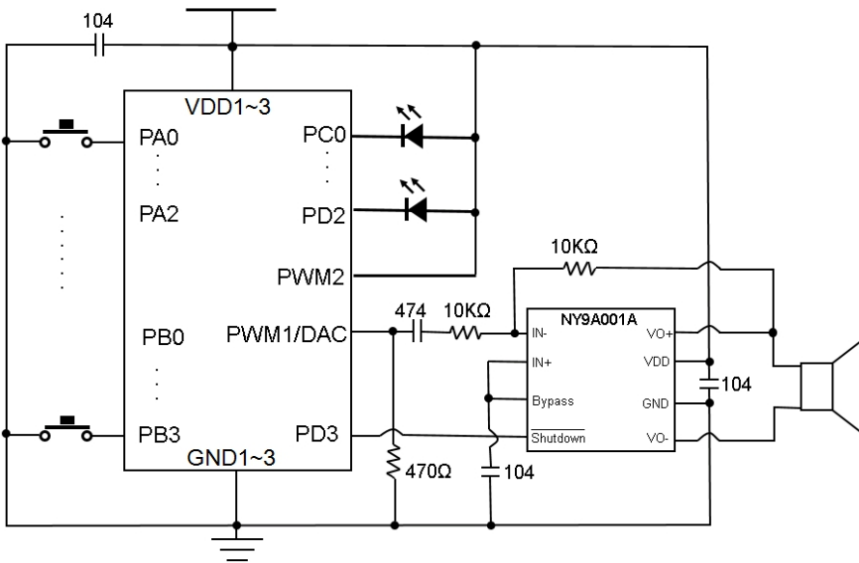 104
VDD1~3
PA0
PC0
PA2
PD2
PWM2
10KΩ
474
10KΩ
NY9A001A
PB0
PWM1/DAC
IN-
VO+
IN+
VDD
104
Bypass
GND
PB3
PD3
Shutdown
VO-
GND1~3
470Ω
104